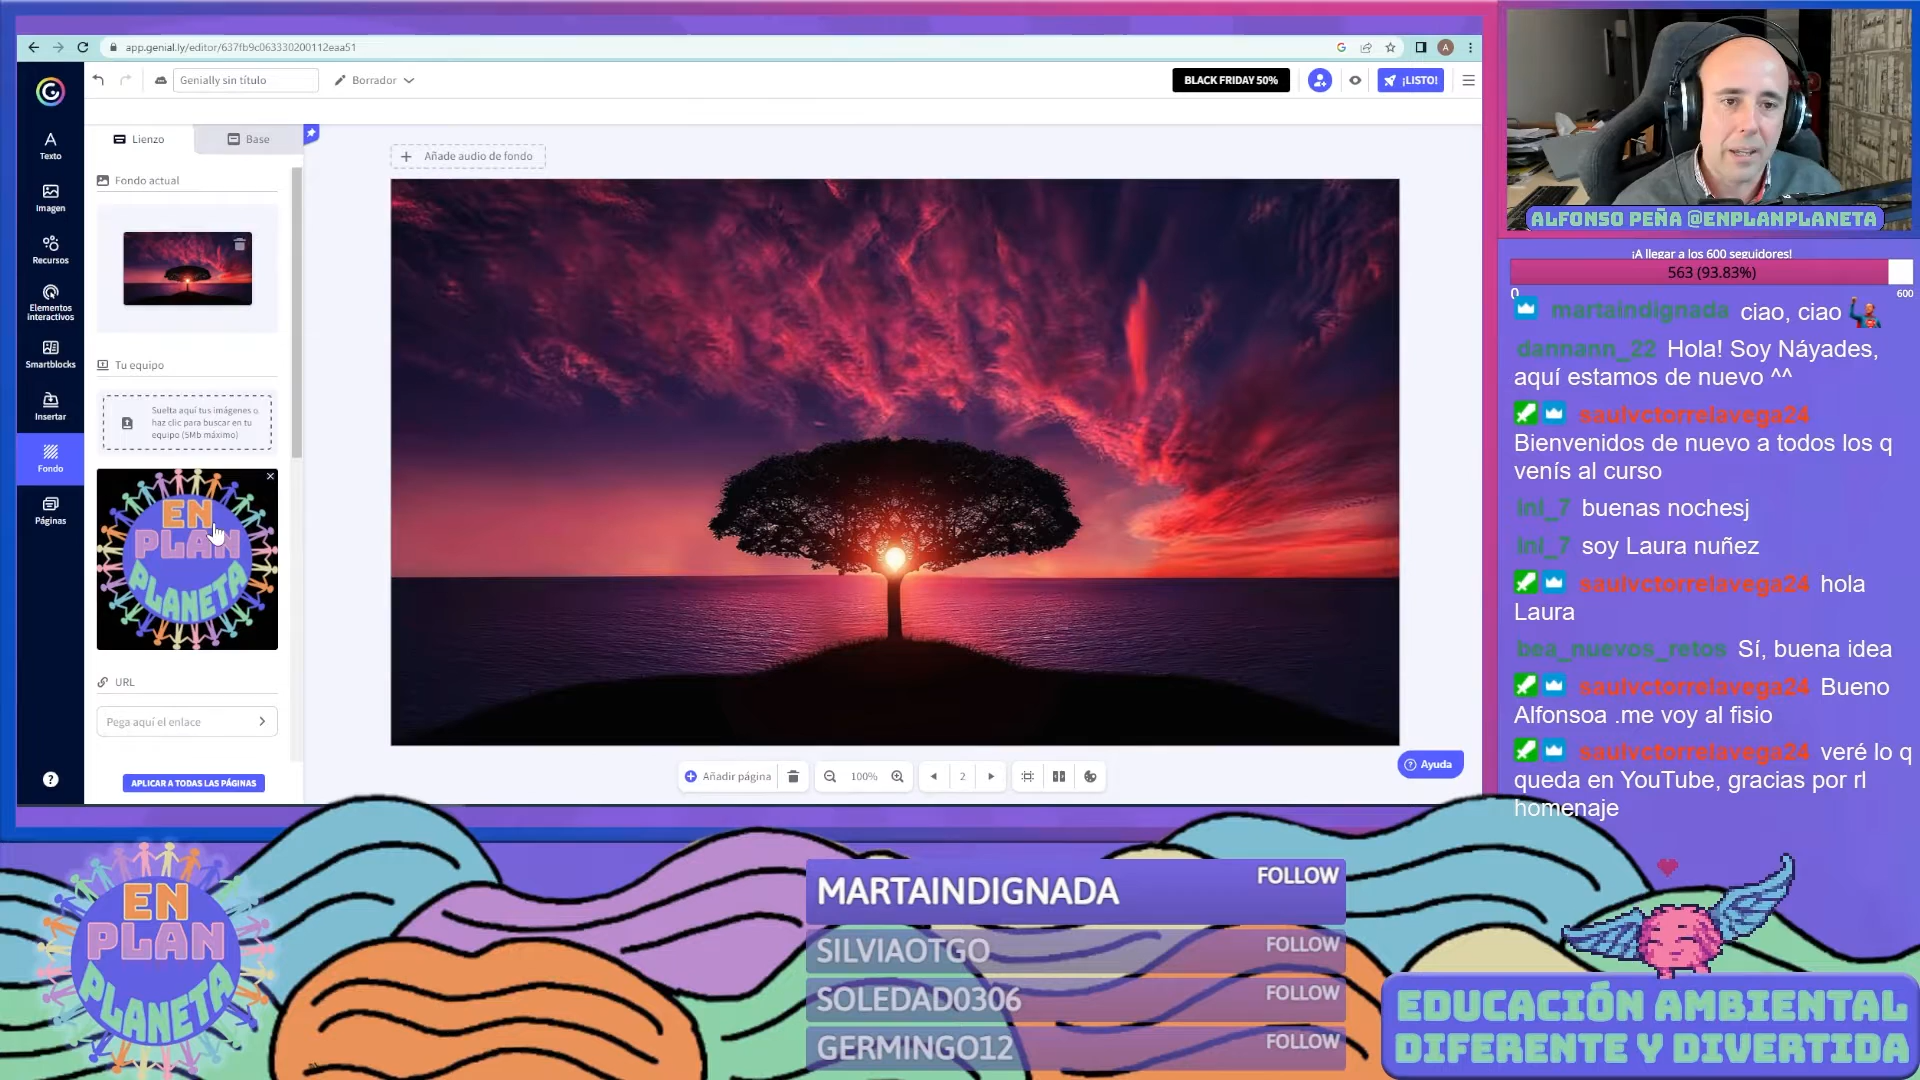 app.genial.ly/editor/637fb9c063330200112eaa51
A
Genially sin título
Borrador
BLACK FRIDAY 50%
¡LISTO!
Texto
Imagen
Recursos
Elementos
interactivos
Smartblocks
Insertar
Fondo
Páginas
Lienzo
Base
Fondo actual
Tu equipo
Suelta aquí tus imágenes o
haz clic para buscar en tu
equipo (5Mb máximo)
EN
PLAN
PLANETA
URL
Pega aquí el enlace
APLICAR A TODAS LAS PÁGINAS
Añade audio de fondo
Añadir página
100%
2
Ayuda
ALFONSO PEÑA @ENPLANPLANETA
¡A llegar a los 600 seguidores!
563 (93.83%)
0
600
martaindignada ciao, ciao
dannann_22 Hola! Soy Náyades,
aquí estamos de nuevo ^^
saulvctorrelavega24
Bienvenidos de nuevo a todos los q
venís al curso
lnl_7 buenas nochesj
lnl_7 soy Laura nuñez
saulvctorrelavega24 hola
Laura
bea_nuevos_retos Sí, buena idea
saulvctorrelavega24 Bueno
Alfonsoa .me voy al fisio
saulvctorrelavega24 veré lo q
queda en YouTube, gracias por rl
homenaje
EN
PLAN
PLANETA
MARTAINDIGNADA FOLLOW
SILVIAOTGO FOLLOW
SOLEDAD0306 FOLLOW
GERMINGO12 FOLLOW
EDUCACIÓN AMBIENTAL
DIFERENTE Y DIVERTIDA